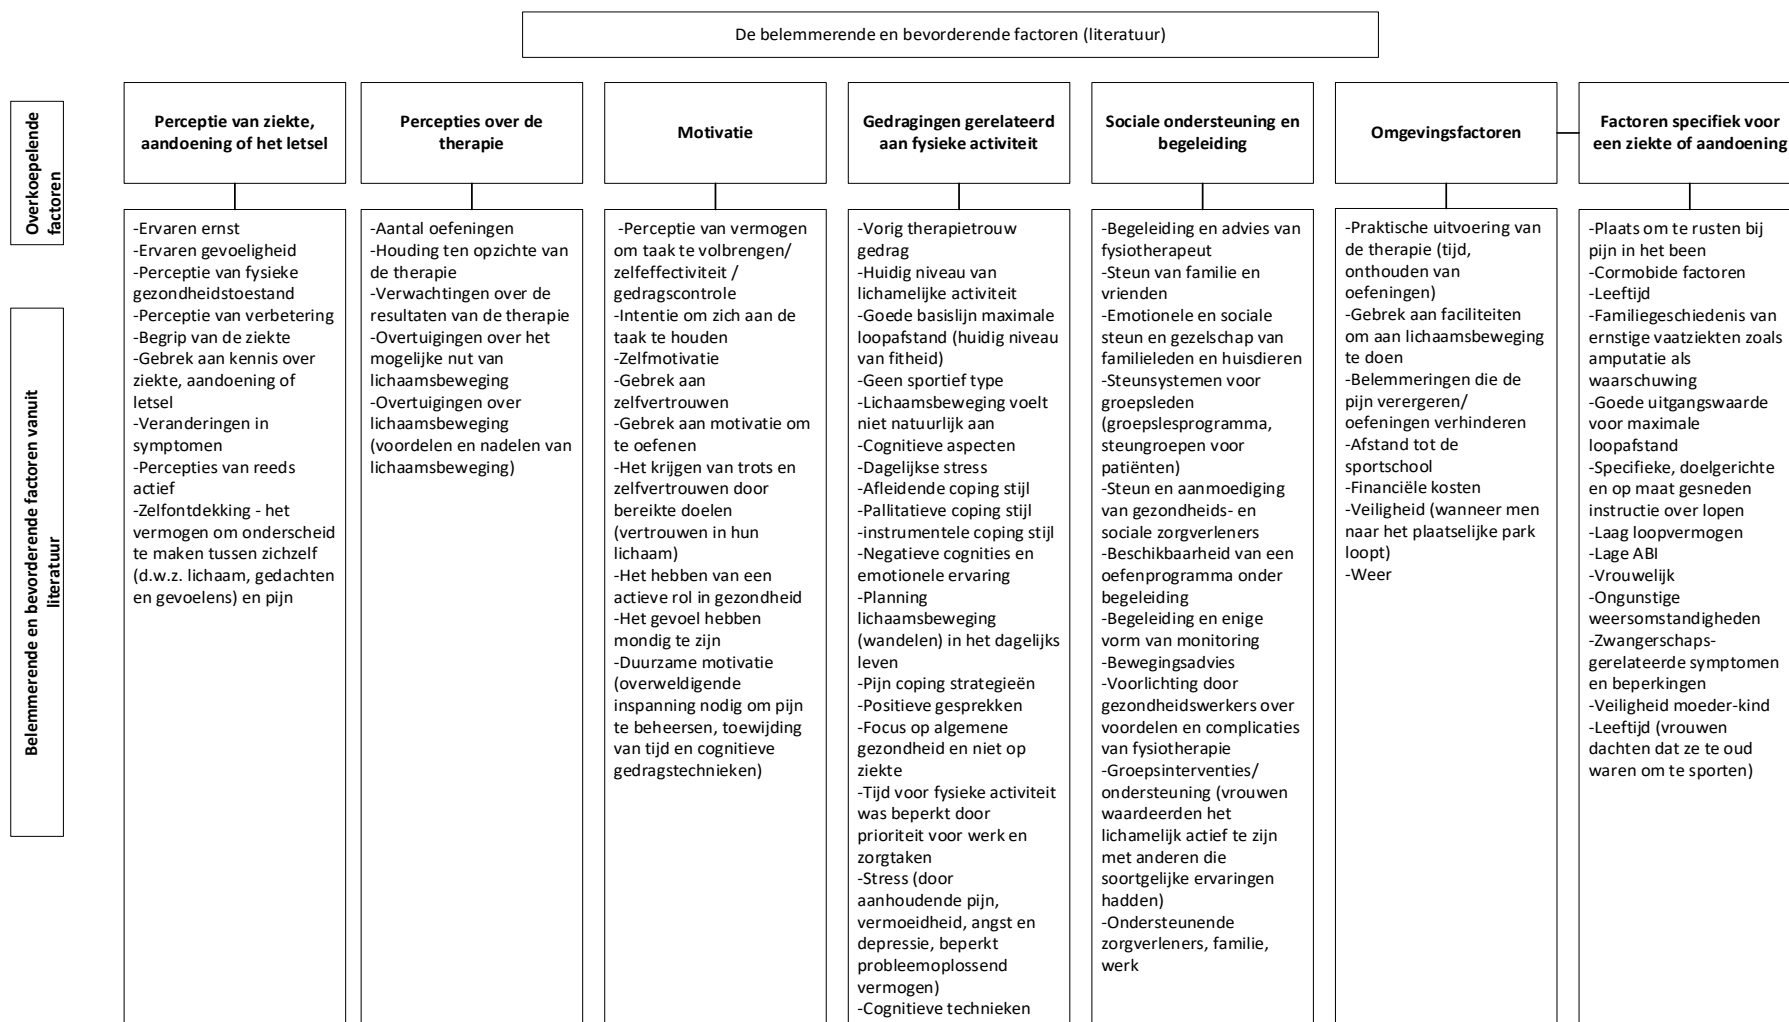 De belemmerende en bevorderende factoren (literatuur)
Overkoepelende
factoren
Perceptie van ziekte,
aandoening of het letsel
Percepties over de
therapie
Motivatie
Gedragingen gerelateerd
aan fysieke activiteit
Sociale ondersteuning en
begeleiding
Omgevingsfactoren
Factoren specifiek voor
een ziekte of aandoening
Belemmerende en bevorderende factoren vanuit
literatuur
-Ervaren ernst
-Ervaren gevoeligheid
-Perceptie van fysieke
gezondheidstoestand
-Perceptie van verbetering
-Begrip van de ziekte
-Gebrek aan kennis over
ziekte, aandoening of
letsel
-Veranderingen in
symptomen
-Percepties van reeds
actief
-Zelfontdekking - het
vermogen om onderscheid
te maken tussen zichzelf
(d.w.z. lichaam, gedachten
en gevoelens) en pijn
-Aantal oefeningen
-Houding ten opzichte van
de therapie
-Verwachtingen over de
resultaten van de therapie
-Overtuigingen over het
mogelijke nut van
lichaamsbeweging
-Overtuigingen over
lichaamsbeweging
(voordelen en nadelen van
lichaamsbeweging)
-Perceptie van vermogen
om taak te volbrengen/
zelfeffectiviteit /
gedragscontrole
-Intentie om zich aan de
taak te houden
-Zelfmotivatie
-Gebrek aan
zelfvertrouwen
-Gebrek aan motivatie om
te oefenen
-Het krijgen van trots en
zelfvertrouwen door
bereikte doelen
(vertrouwen in hun
lichaam)
-Het hebben van een
actieve rol in gezondheid
-Het gevoel hebben
mondig te zijn
-Duurzame motivatie
(overweldigende
inspanning nodig om pijn
te beheersen, toewijding
van tijd en cognitieve
gedragstechnieken)
-Vorig therapietrouw
gedrag
-Huidig niveau van
lichamelijke activiteit
-Goede basislijn maximale
loopafstand (huidig niveau
van fitheid)
-Geen sportief type
-Lichaamsbeweging voelt
niet natuurlijk aan
-Cognitieve aspecten
-Dagelijkse stress
-Afleidende coping stijl
-Pallitatieve coping stijl
-instrumentele coping stijl
-Negatieve cognities en
emotionele ervaring
-Planning
lichaamsbeweging
(wandelen) in het dagelijks
leven
-Pijn coping strategieën
-Positieve gesprekken
-Focus op algemene
gezondheid en niet op
ziekte
-Tijd voor fysieke activiteit
was beperkt door
prioriteit voor werk en
zorgtaken
-Stress (door
aanhoudende pijn,
vermoeidheid, angst en
depressie, beperkt
probleemoplossend
vermogen)
-Cognitieve technieken
-Begeleiding en advies van
fysiotherapeut
-Steun van familie en
vrienden
-Emotionele en sociale
steun en gezelschap van
familieleden en huisdieren
-Steunsystemen voor
groepsleden
(groepslesprogramma,
steungroepen voor
patiënten)
-Steun en aanmoediging
van gezondheids- en
sociale zorgverleners
-Beschikbaarheid van een
oefenprogramma onder
begeleiding
-Begeleiding en enige
vorm van monitoring
-Bewegingsadvies
-Voorlichting door
gezondheidswerkers over
voordelen en complicaties
van fysiotherapie
-Groepsinterventies/
ondersteuning (vrouwen
waardeerden het
lichamelijk actief te zijn
met anderen die
soortgelijke ervaringen
hadden)
-Ondersteunende
zorgverleners, familie,
werk
-Praktische uitvoering van
de therapie (tijd,
onthouden van
oefeningen)
-Gebrek aan faciliteiten
om aan lichaamsbeweging
te doen
-Belemmeringen die de
pijn verergeren/
oefeningen verhinderen
-Afstand tot de
sportschool
-Financiële kosten
-Veiligheid (wanneer men
naar het plaatselijke park
loopt)
-Weer
-Plaats om te rusten bij
pijn in het been
-Cormobide factoren
-Leeftijd
-Familiegeschiedenis van
ernstige vaatziekten zoals
amputatie als
waarschuwing
-Goede uitgangswaarde
voor maximale
loopafstand
-Specifieke, doelgerichte
en op maat gesneden
instructie over lopen
-Laag loopvermogen
-Lage ABI
-Vrouwelijk
-Ongunstige
weersomstandigheden
-Zwangerschaps-
gerelateerde symptomen
en beperkingen
-Veiligheid moeder-kind
-Leeftijd (vrouwen
dachten dat ze te oud
waren om te sporten)